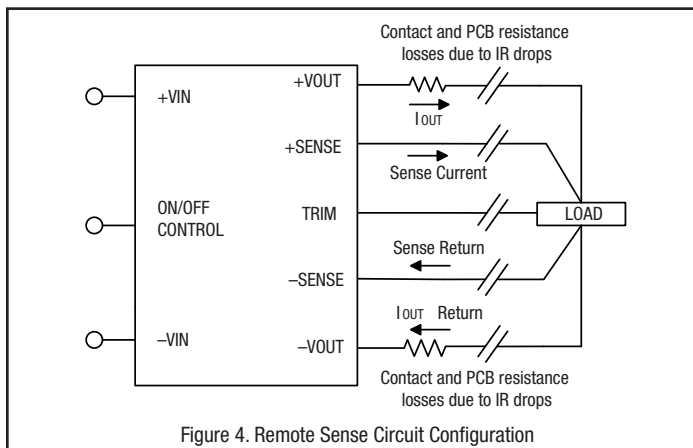 Contact and PCB resistance
losses due to IR drops
+VOUT
+VIN
IOUT
+SENSE
Sense Current
ON/OFF
CONTROL
TRIM
LOAD
Sense Return
–SENSE
IOUT Return
–VIN
–VOUT
Contact and PCB resistance
losses due to IR drops
Figure 4. Remote Sense Circuit Configuration